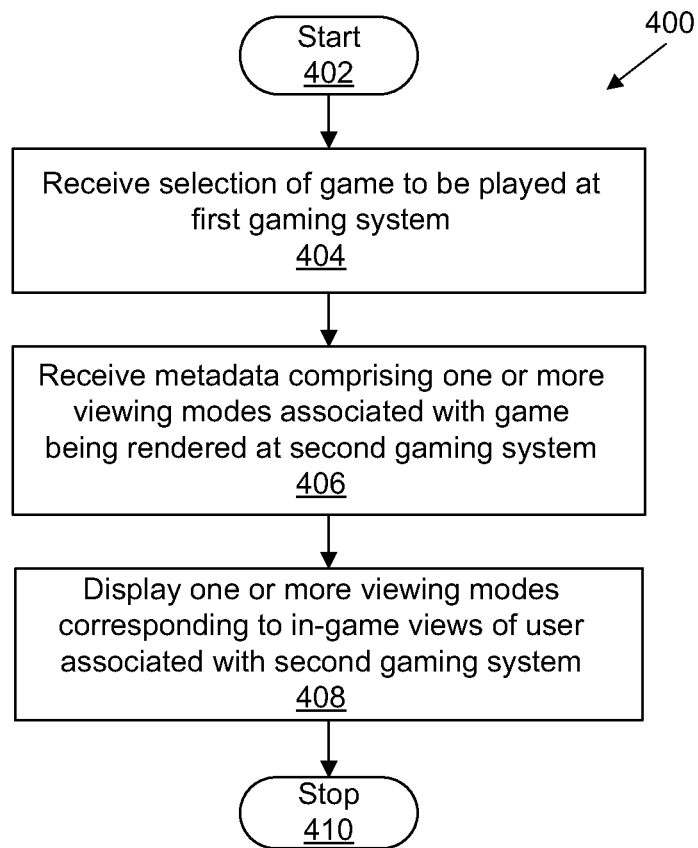 400
Start
402
Receive selection of game to be played at
first gaming system
404
Receive metadata comprising one or more
viewing modes associated with game
being rendered at second gaming system
406
Display one or more viewing modes
corresponding to in-game views of user
associated with second gaming system
408
Stop
410